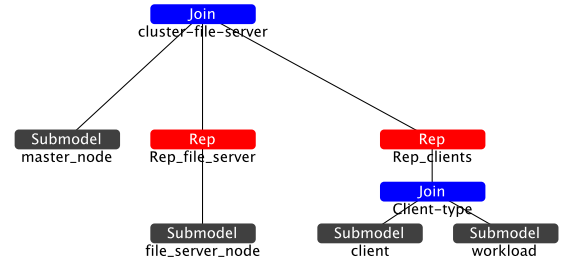 Join
cluster-file-server
Submodel
master_node
Rep
Rep_file_server
Rep
Rep_clients
Join
Client-type
Submodel
file_server_node
Submodel
client
Submodel
workload